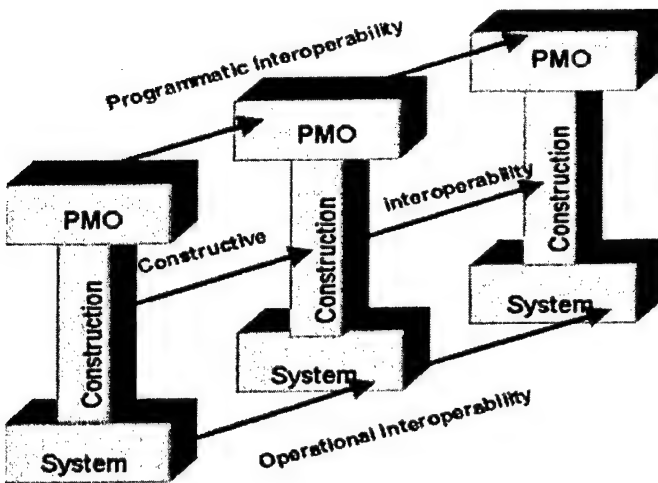 Programmatic Interoperability
PMO
PMO
PMO
Constructive
interoperability
Construction
Construction
Construction
System
System
System
Operational Interoperability